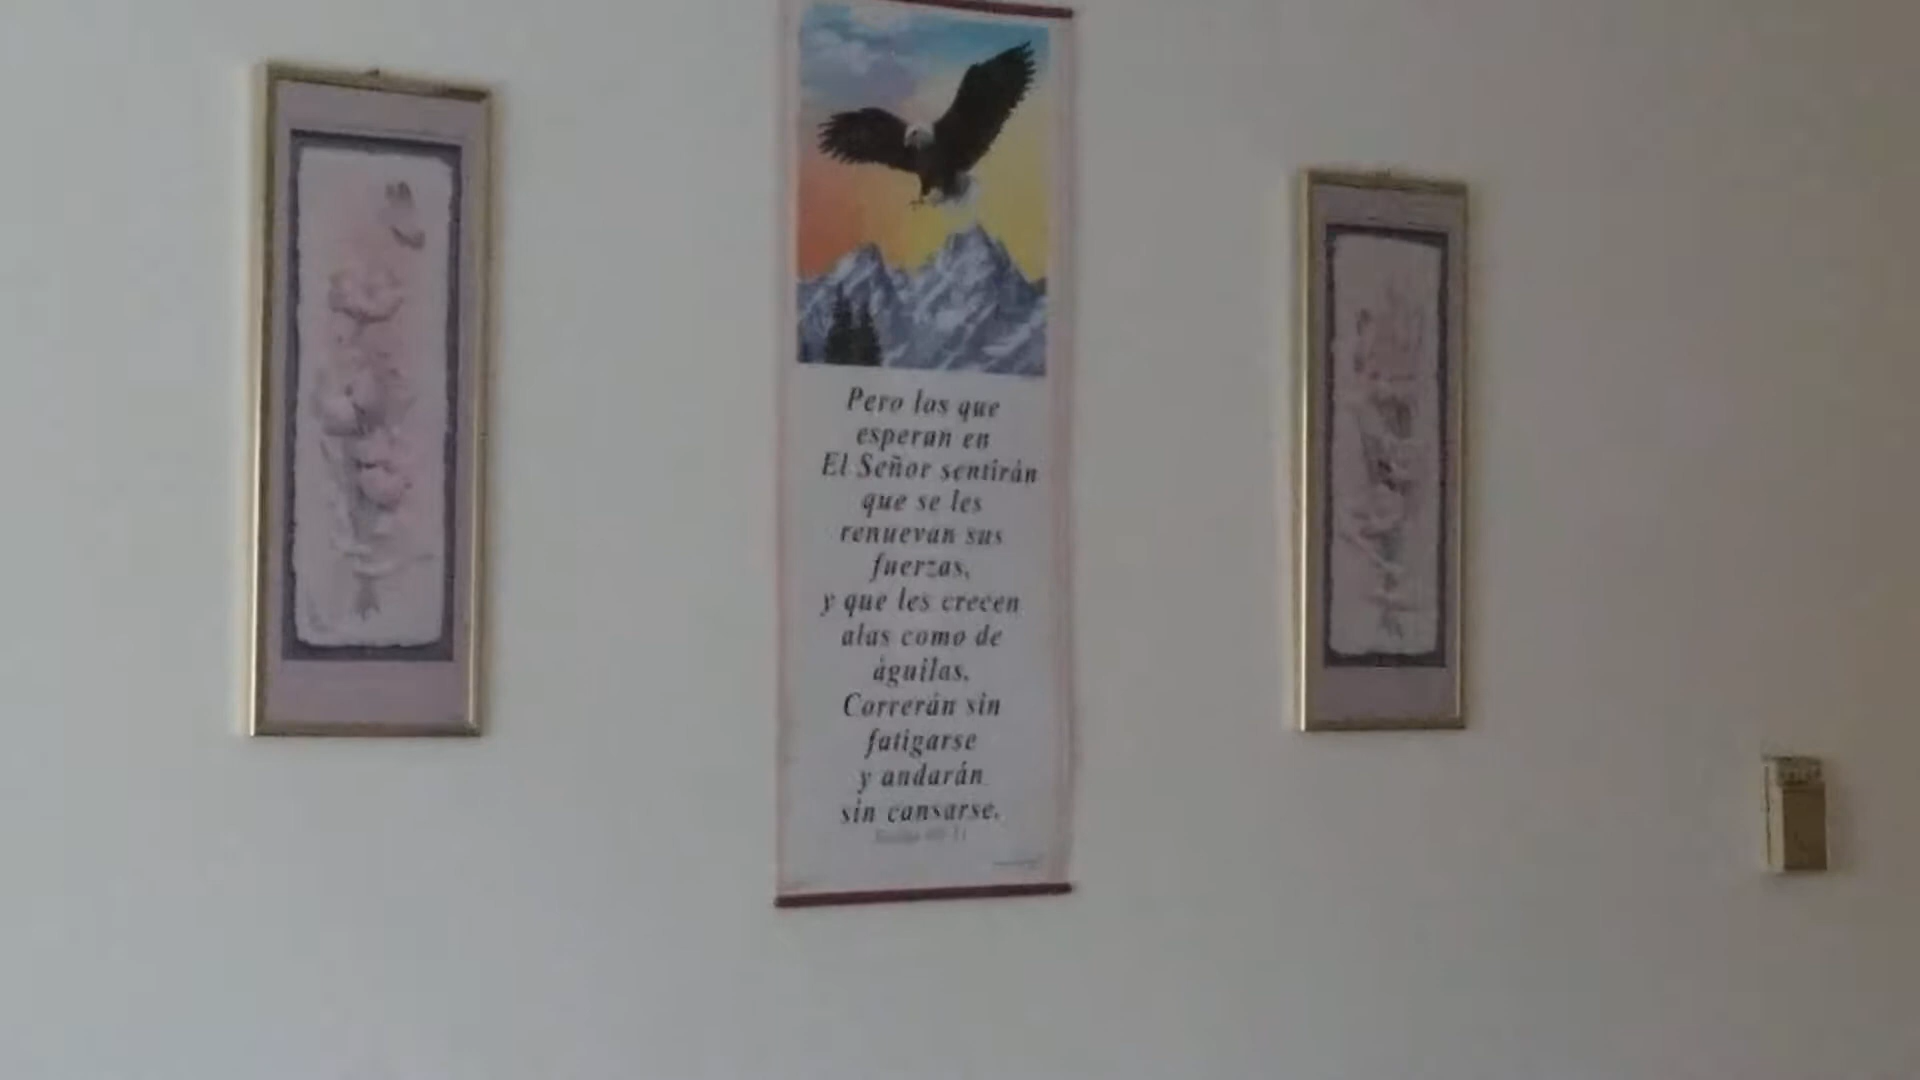 Pero los que
esperan en
El Señor sentirán
que se les
renuevan sus
fuerzas,
y que les crecen
alas como de
águilas.
Correrán sin
fatigarse
y andarán
sin cansarse.